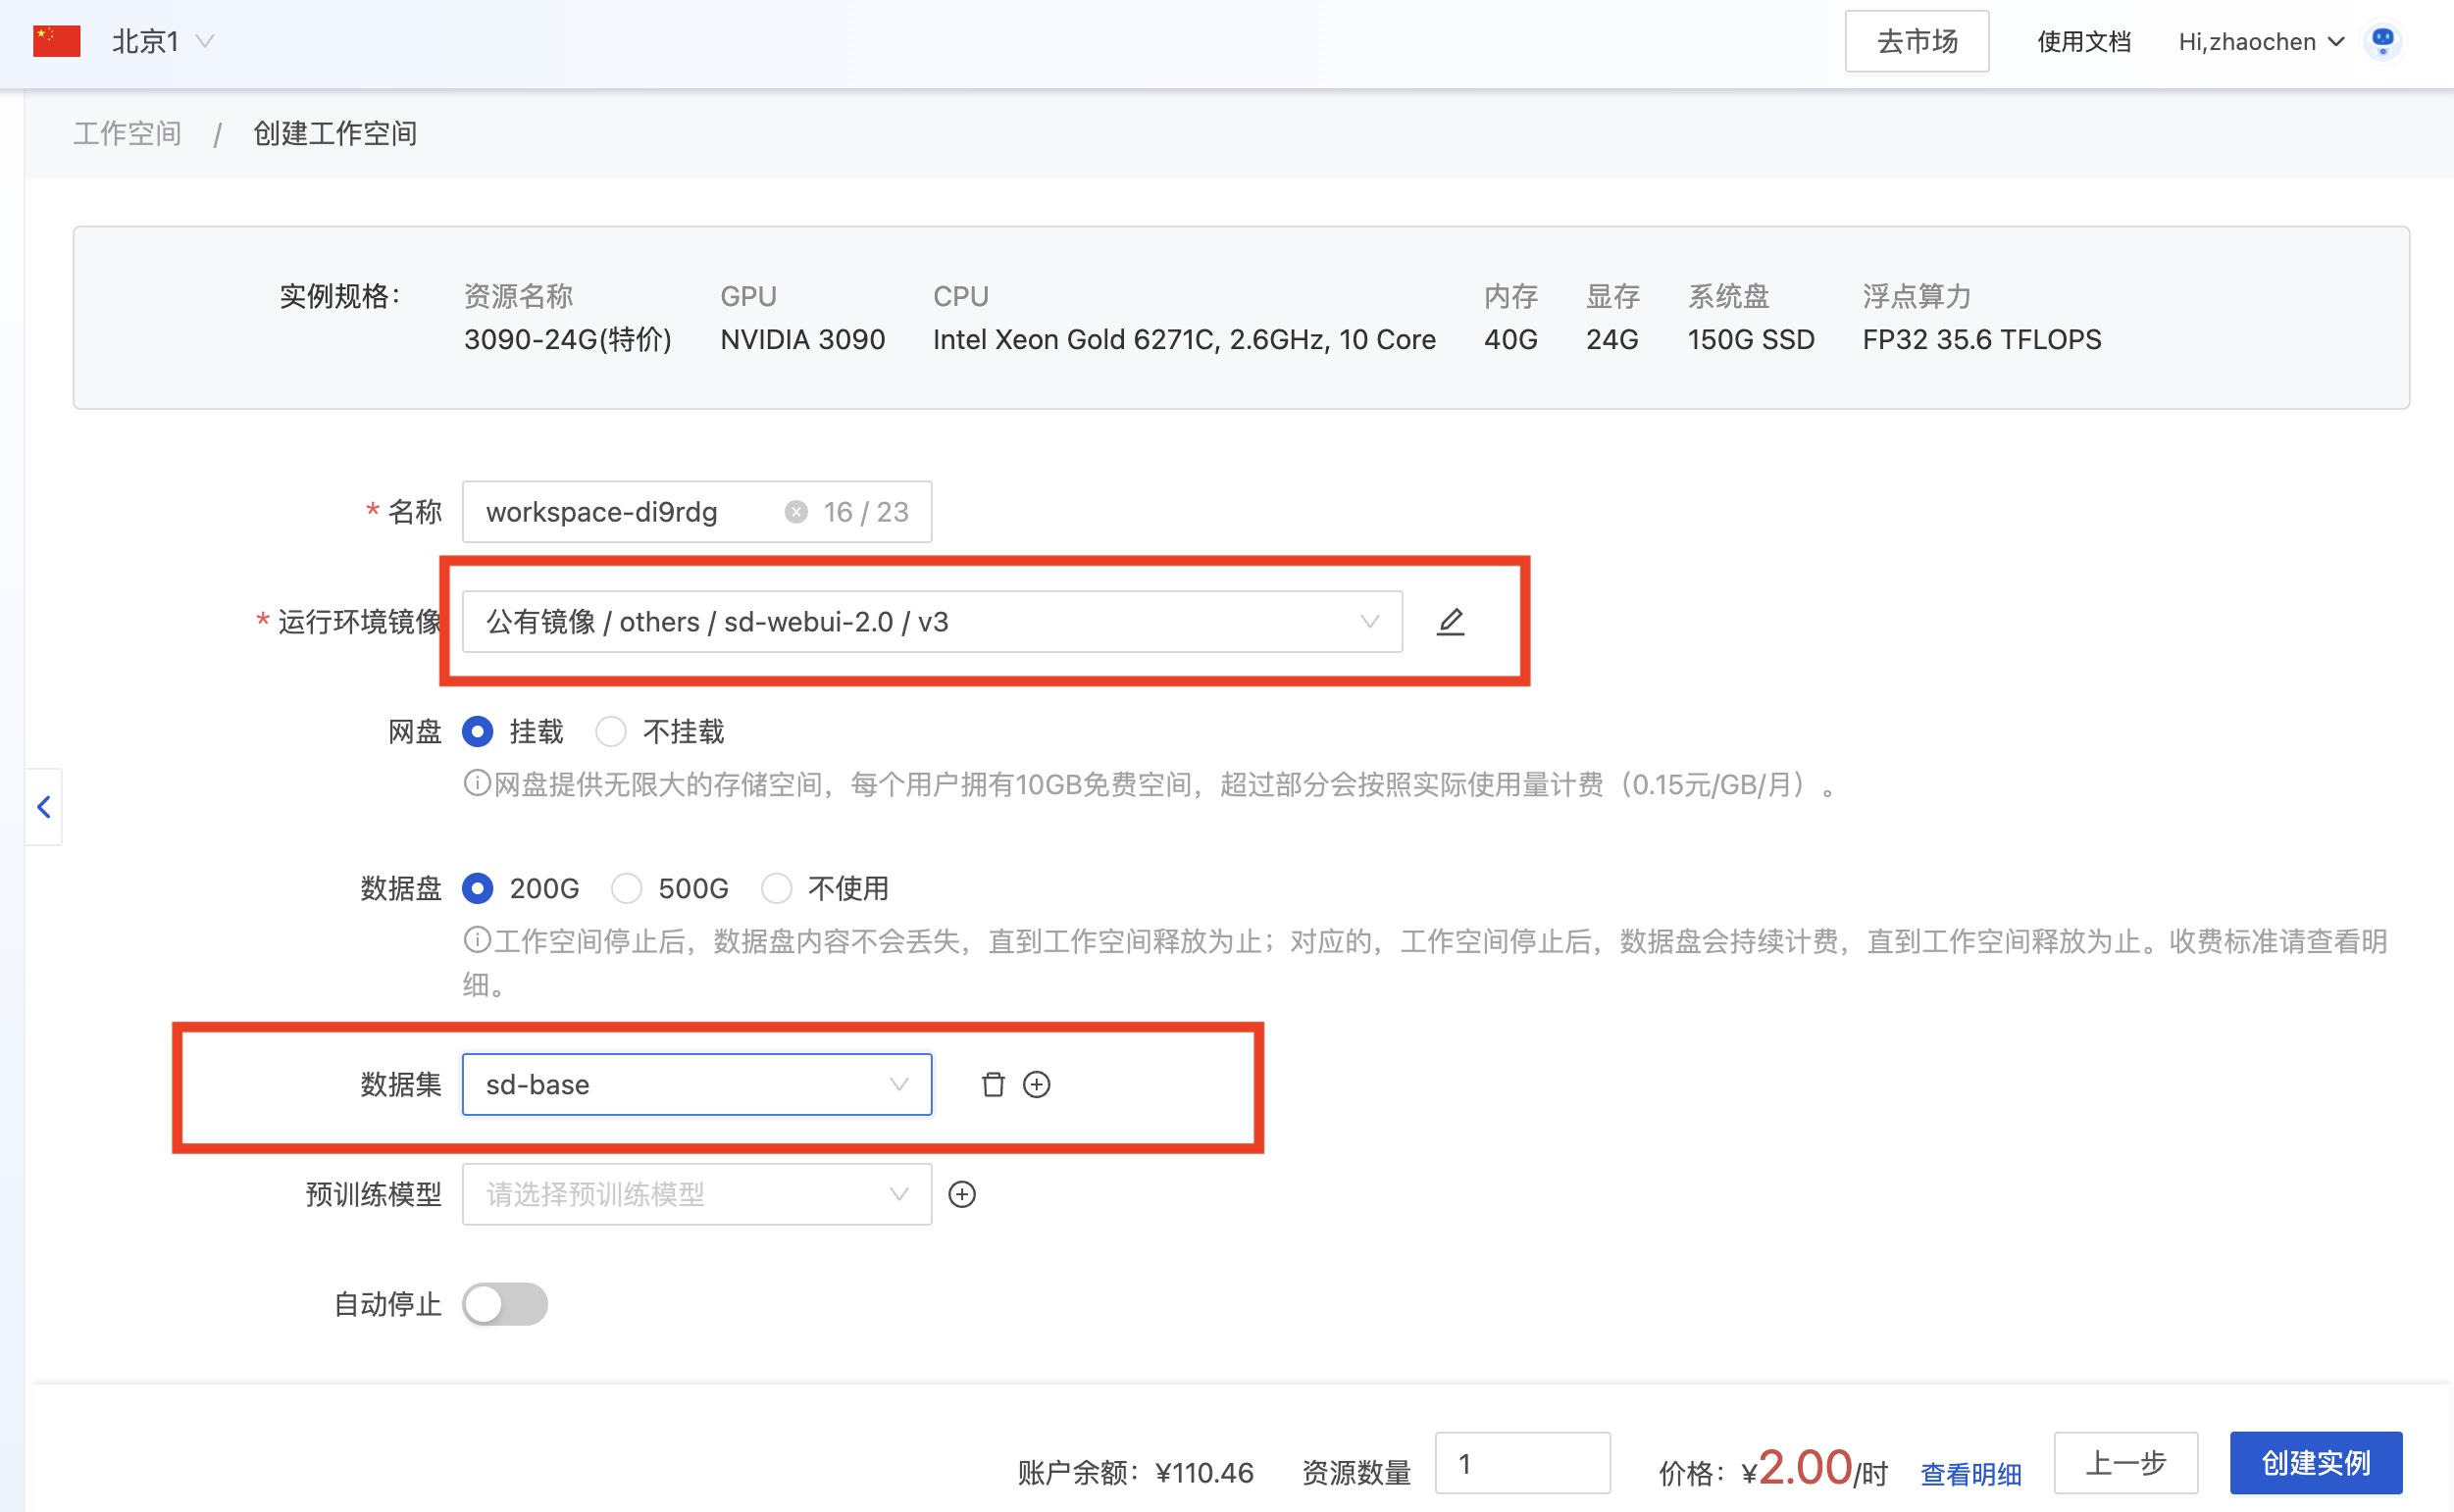 北京1
去市场
使用文档
Hi,zhaochen
工作空间 / 创建工作空间
实例规格：
资源名称 GPU CPU 内存 显存 系统盘 浮点算力
3090-24G(特价) NVIDIA 3090 Intel Xeon Gold 6271C, 2.6GHz, 10 Core 40G 24G 150G SSD FP32 35.6 TFLOPS
* 名称 workspace-di9rdg 16 / 23
* 运行环境镜像 公有镜像 / others / sd-webui-2.0 / v3
网盘 挂载 不挂载
网盘提供无限大的存储空间，每个用户拥有10GB免费空间，超过部分会按照实际使用量计费（0.15元/GB/月）。
数据盘 200G 500G 不使用
工作空间停止后，数据盘内容不会丢失，直到工作空间释放为止；对应的，工作空间停止后，数据盘会持续计费，直到工作空间释放为止。收费标准请查看明
细。
数据集 sd-base
预训练模型 请选择预训练模型
自动停止
账户余额：¥110.46 资源数量 1 价格：¥2.00/时 查看明细 上一步 创建实例